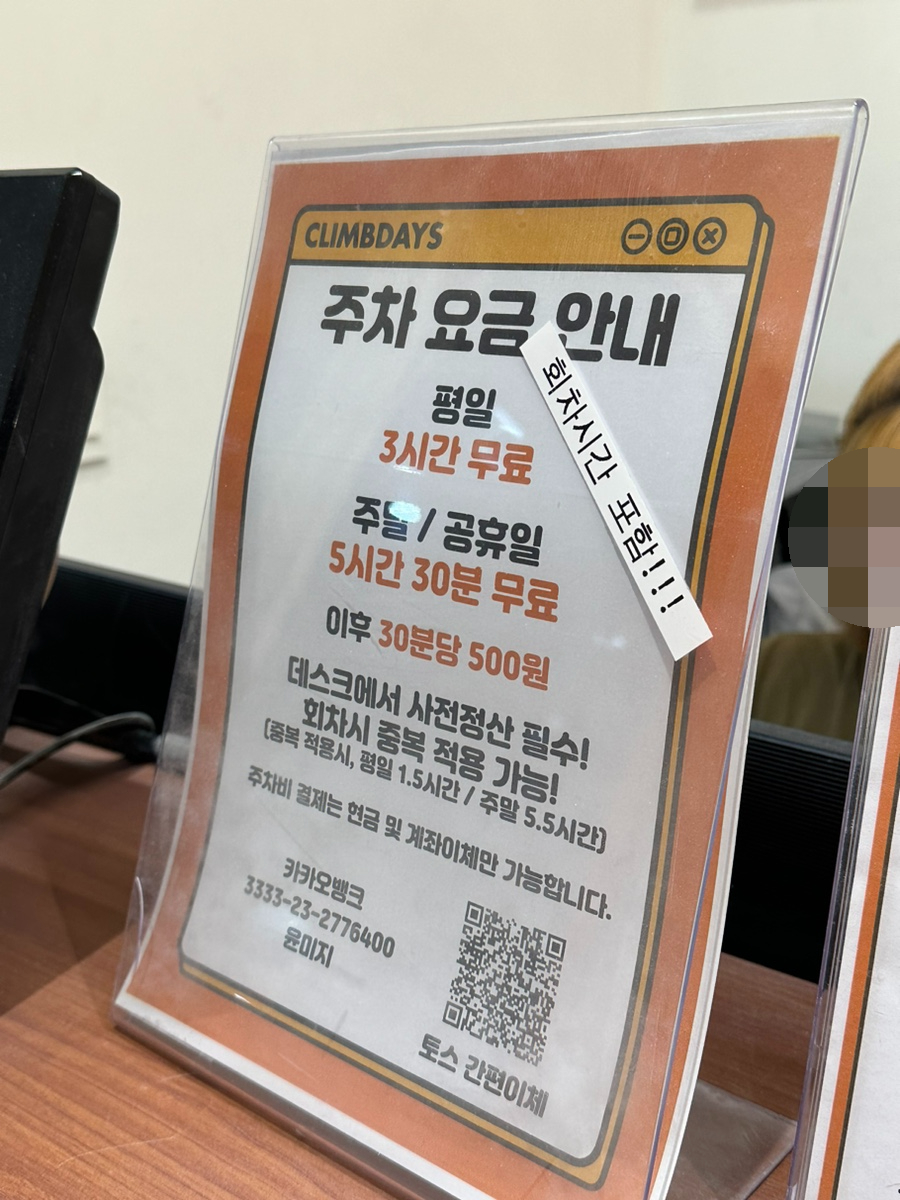 CLIMBDAYS
주차 요금 안내
회차시간 포함!!!
평일
3시간 무료
주말 / 공휴일
5시간 30분 무료
이후 30분당 500원
데스크에서 사전정산 필수!
회차시 중복 적용 가능!
(중복 적용시, 평일 1.5시간 / 주말 5.5시간)
주차비 결제는 현금 및 계좌이체만 가능합니다.
카카오뱅크
3333-23-2776400
윤미지
토스 간편이체